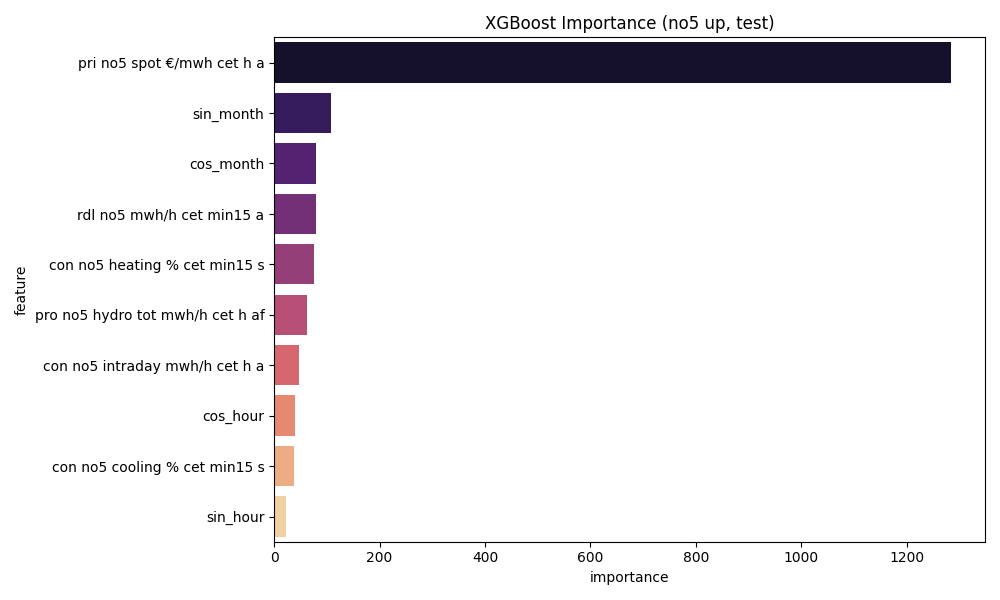 XGBoost Importance (no5 up, test)
pri no5 spot €/mwh cet h a
sin_month
cos_month
rdl no5 mwh/h cet min15 a
con no5 heating % cet min15 s
pro no5 hydro tot mwh/h cet h af
con no5 intraday mwh/h cet h a
cos_hour
con no5 cooling % cet min15 s
sin_hour
feature
0 200 400 600 800 1000 1200
importance